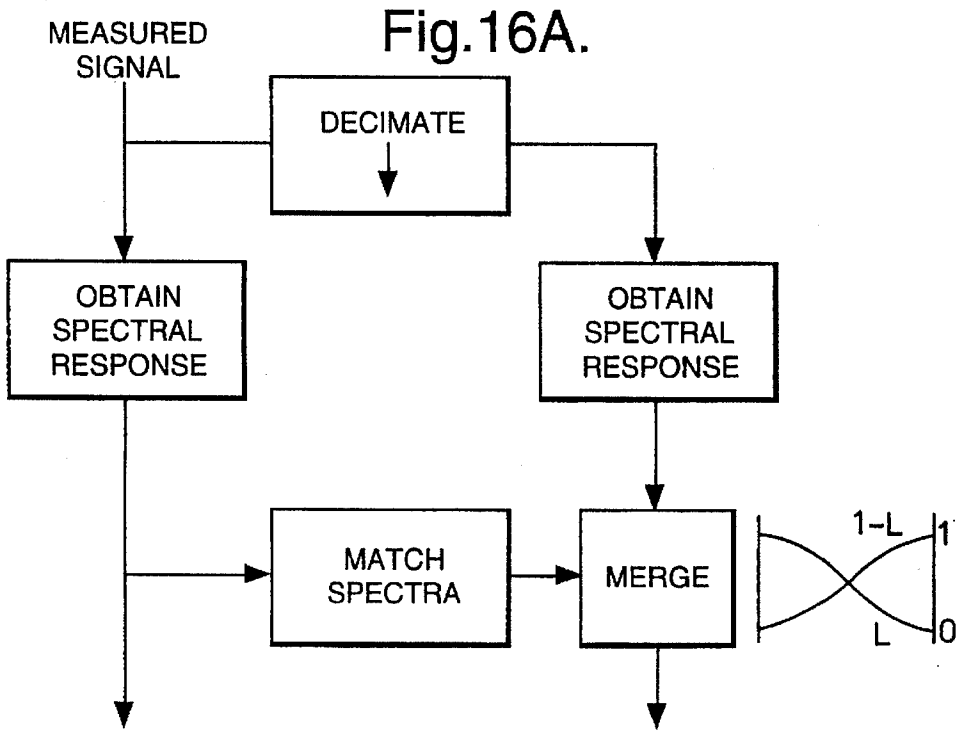 Fig.16A.
MEASURED
SIGNAL
DECIMATE
OBTAIN
SPECTRAL
RESPONSE
OBTAIN
SPECTRAL
RESPONSE
MATCH
SPECTRA
MERGE
1-L
1
L
0